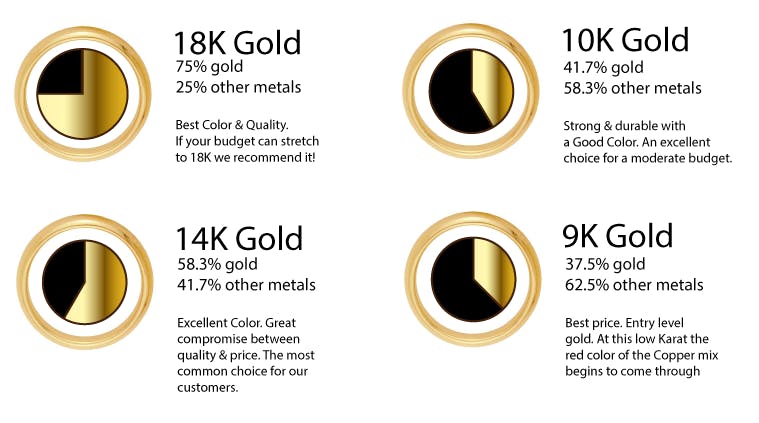 18K Gold
75% gold
25% other metals
Best Color & Quality.
If your budget can stretch
to 18K we recommend it!
10K Gold
41.7% gold
58.3% other metals
Strong & durable with
a Good Color. An excellent
choice for a moderate budget.
14K Gold
58.3% gold
41.7% other metals
Excellent Color. Great
compromise between
quality & price. The most
common choice for our
customers.
9K Gold
37.5% gold
62.5% other metals
Best price. Entry level
gold. At this low Karat the
red color of the Copper mix
begins to come through